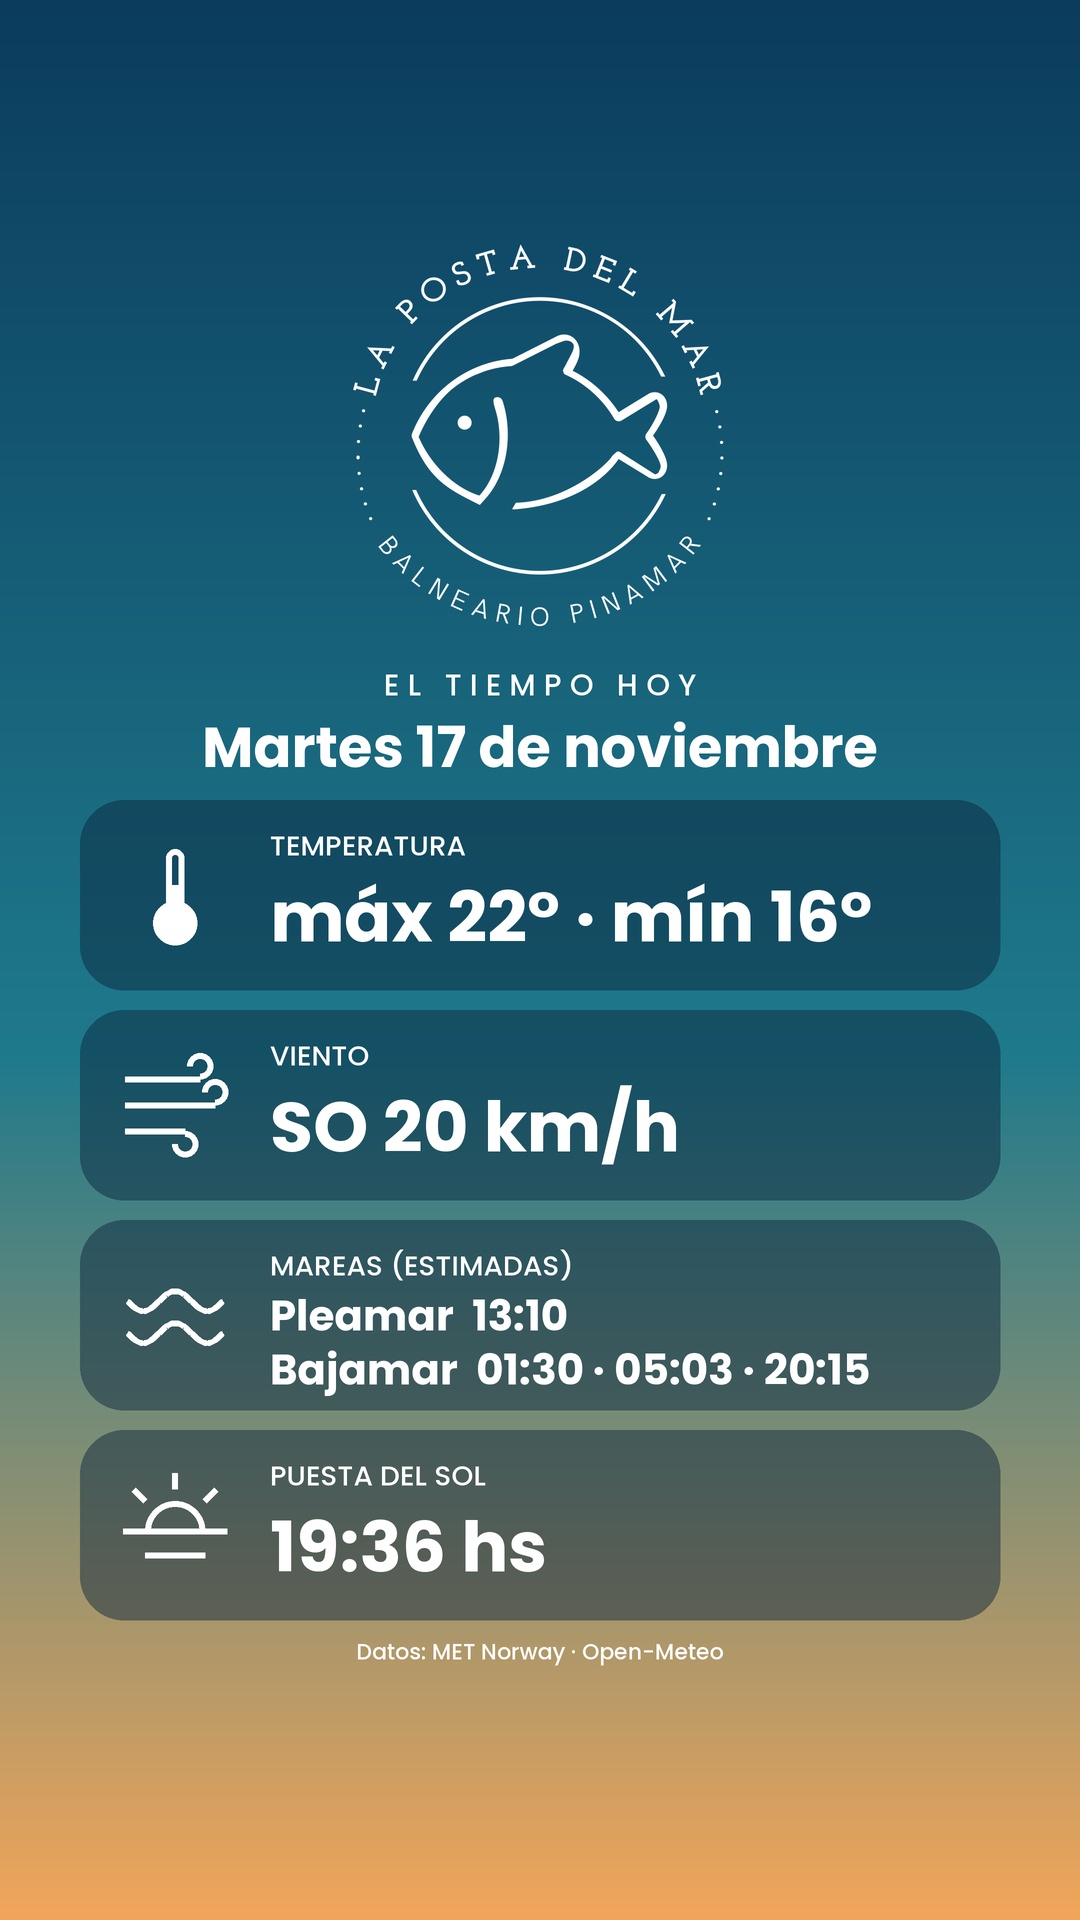 LA POSTA DEL MAR
BALNEARIO PINAMAR
EL TIEMPO HOY
Martes 17 de noviembre
TEMPERATURA
máx 22° · mín 16°
VIENTO
SO 20 km/h
MAREAS (ESTIMADAS)
Pleamar 13:10
Bajamar 01:30 · 05:03 · 20:15
PUESTA DEL SOL
19:36 hs
Datos: MET Norway · Open-Meteo